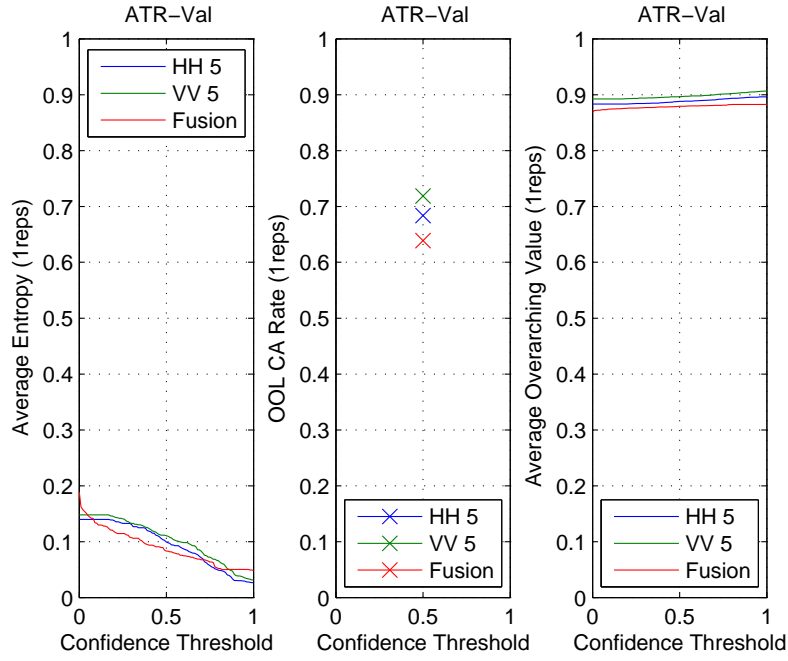 ATR-Val
Average Entropy (1reps)
1
0.9
0.8
0.7
0.6
0.5
0.4
0.3
0.2
0.1
0
0 0.5 1
Confidence Threshold
HH 5
VV 5
Fusion
ATR-Val
OOL CA Rate (1reps)
1
0.9
0.8
0.7
0.6
0.5
0.4
0.3
0.2
0.1
0
0 0.5 1
Confidence Threshold
HH 5
VV 5
Fusion
ATR-Val
Average Overarching Value (1reps)
1
0.9
0.8
0.7
0.6
0.5
0.4
0.3
0.2
0.1
0
0 0.5 1
Confidence Threshold
HH 5
VV 5
Fusion